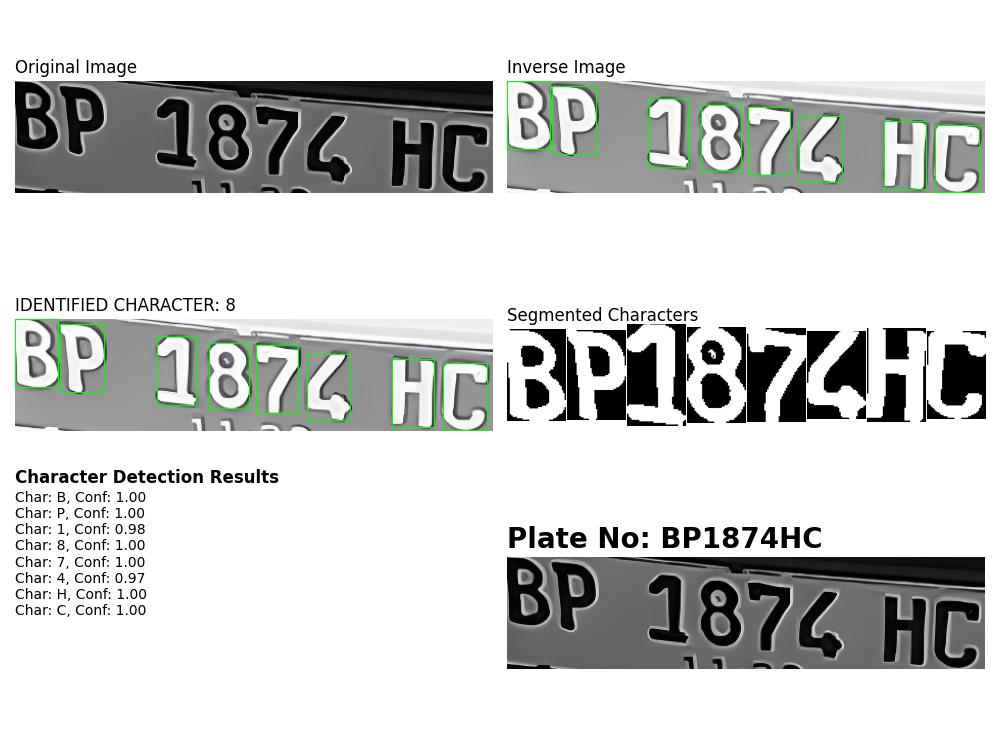 Original Image
BP 1874 HC
Inverse Image
BP 1874 HC
IDENTIFIED CHARACTER: 8
BP 1874 HC
Segmented Characters
BP1874HC
Character Detection Results
Char: B, Conf: 1.00
Char: P, Conf: 1.00
Char: 1, Conf: 0.98
Char: 8, Conf: 1.00
Char: 7, Conf: 1.00
Char: 4, Conf: 0.97
Char: H, Conf: 1.00
Char: C, Conf: 1.00
Plate No: BP1874HC
BP 1874 HC